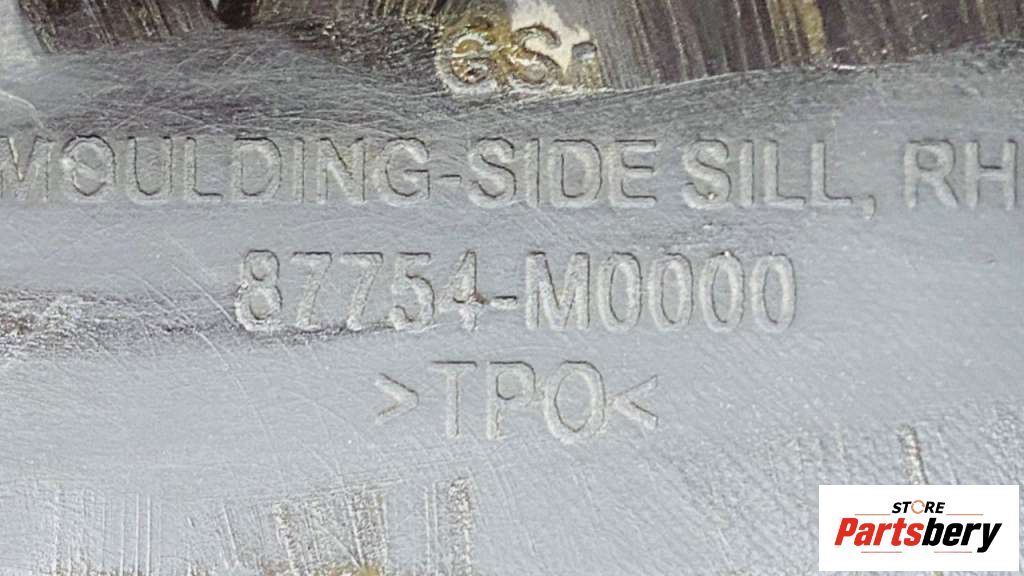 GS:
MOULDING-SIDE SILL, RH
87754-M0000
>TPO<
STORE
Partsbery